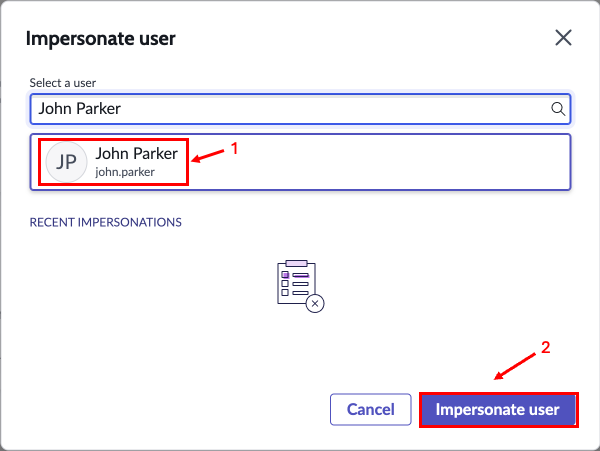 Impersonate user
Select a user
John Parker
JP
John Parker
john.parker
1
RECENT IMPERSONATIONS
2
Cancel
Impersonate user